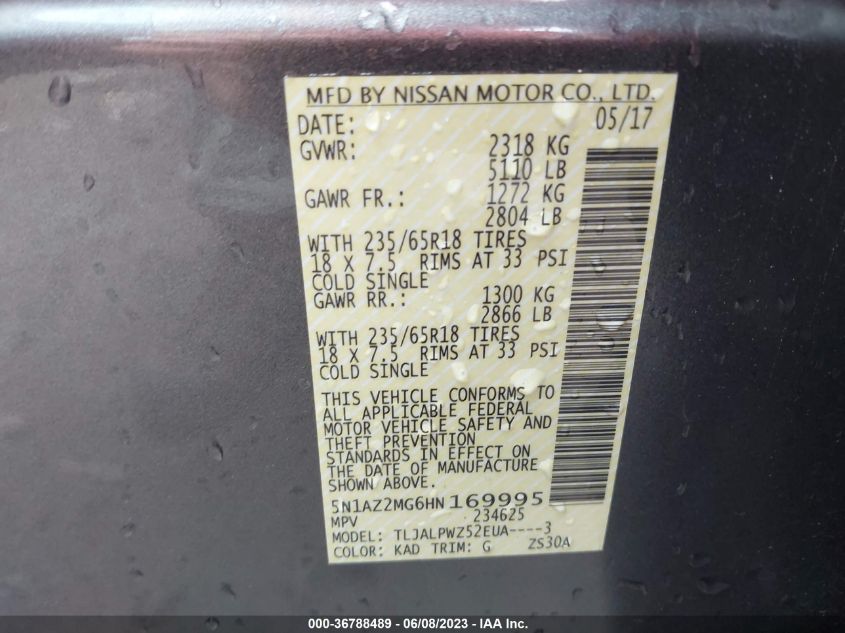 MFD BY NISSAN MOTOR CO., LTD.
DATE: 05/17
GVWR: 2318 KG
5110 LB
GAWR FR.: 1272 KG
2804 LB
WITH 235/65R18 TIRES
18 X 7.5 RIMS AT 33 PSI
COLD SINGLE
GAWR RR.: 1300 KG
2866 LB
WITH 235/65R18 TIRES
18 X 7.5 RIMS AT 33 PSI
COLD SINGLE
THIS VEHICLE CONFORMS TO
ALL APPLICABLE FEDERAL
MOTOR VEHICLE SAFETY AND
THEFT PREVENTION
STANDARDS IN EFFECT ON
THE DATE OF MANUFACTURE
SHOWN ABOVE.
5N1AZ2MG6HN169995
MPV 234625
MODEL: TLJALPWZ52EUA----3
COLOR: KAD TRIM: G ZS30A
000-36788489 - 06/08/2023 - IAA Inc.